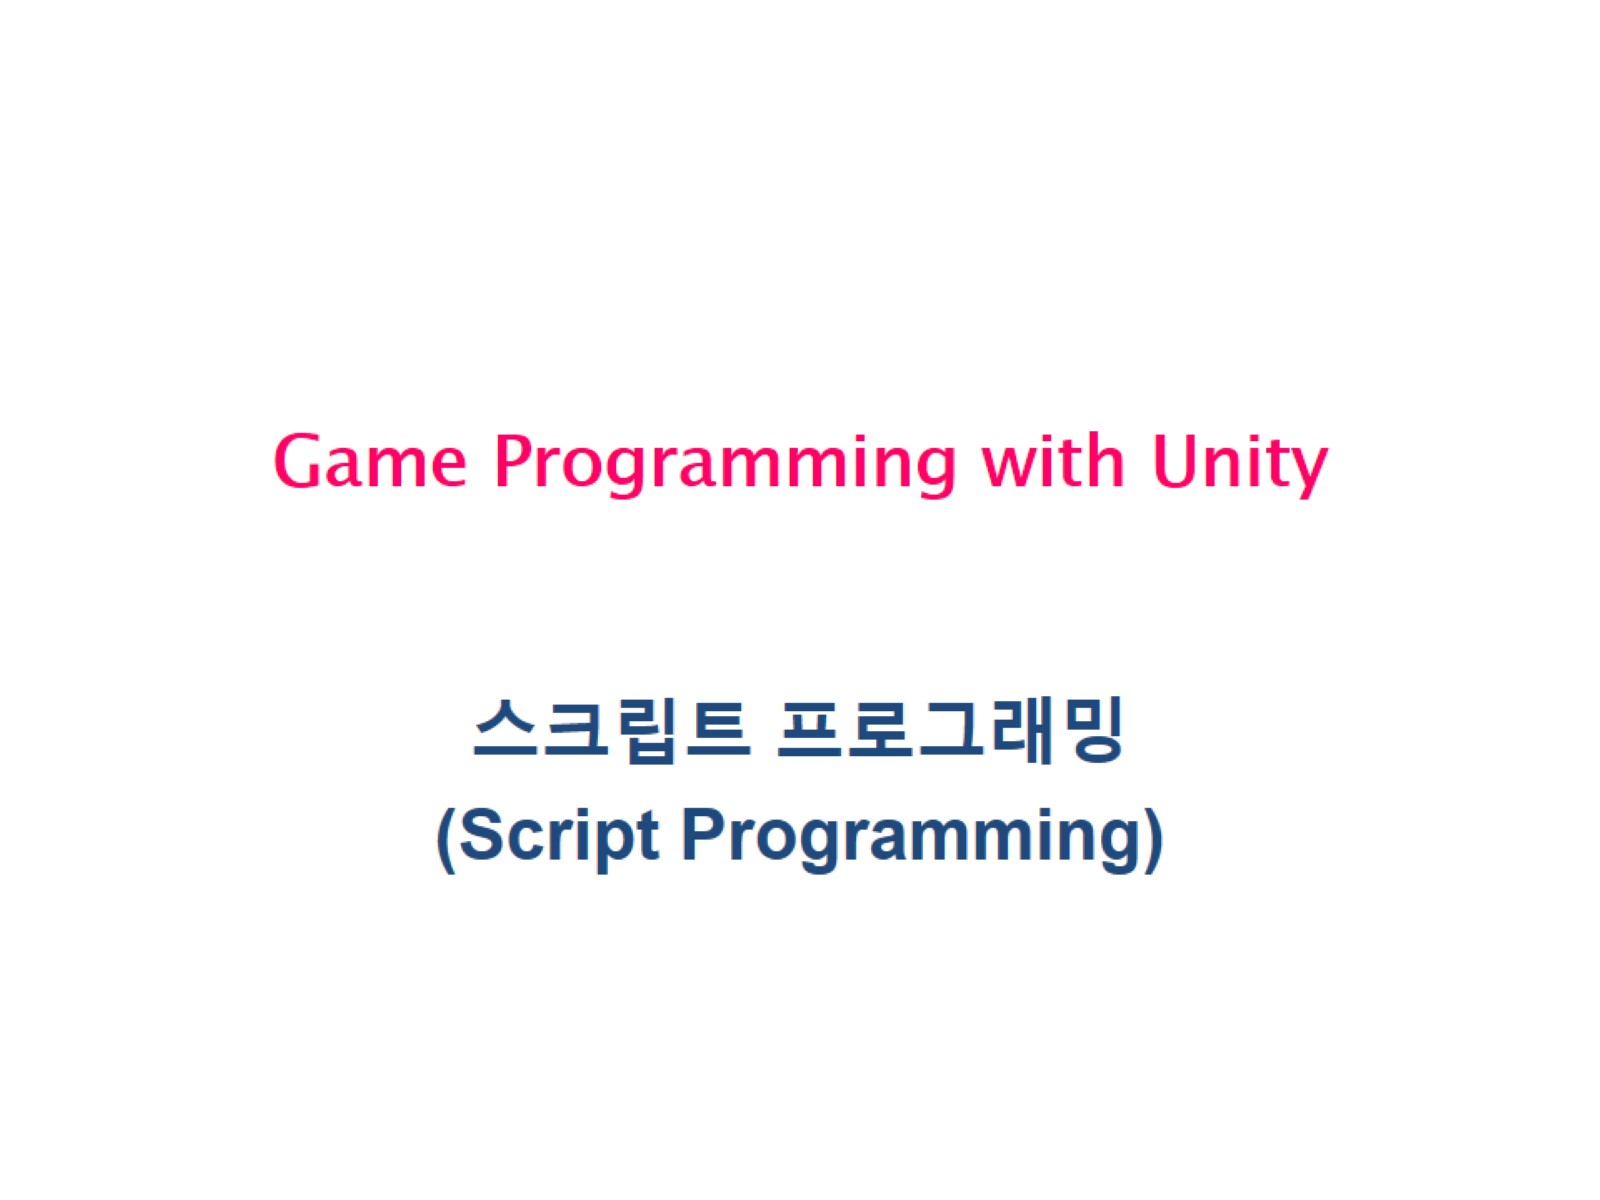 Game Programming with Unity
스크립트 프로그래밍
(Script Programming)